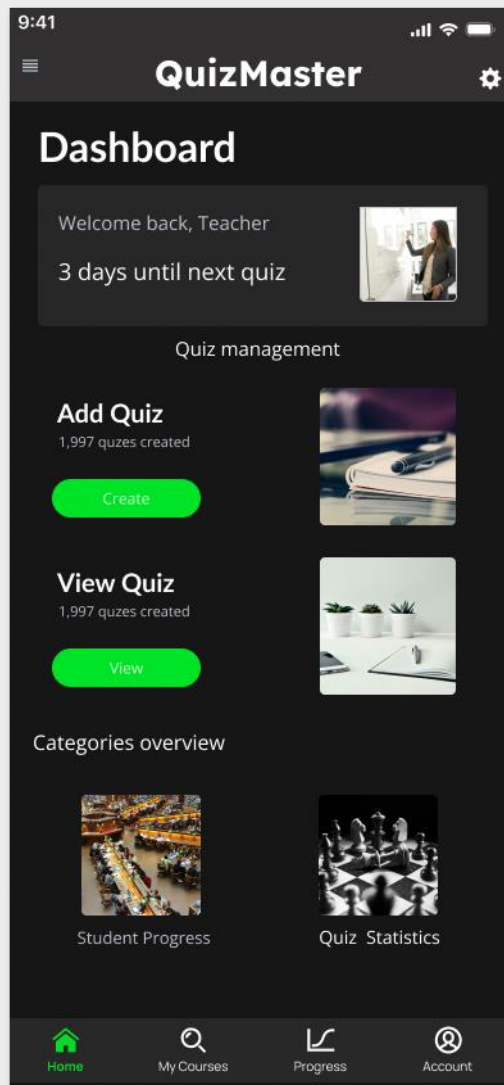 9:41
QuizMaster
Dashboard
Welcome back, Teacher
3 days until next quiz
Quiz management
Add Quiz
1,997 quzes created
Create
View Quiz
1,997 quzes created
View
Categories overview
Student Progress
Quiz Statistics
Home
My Courses
Progress
Account